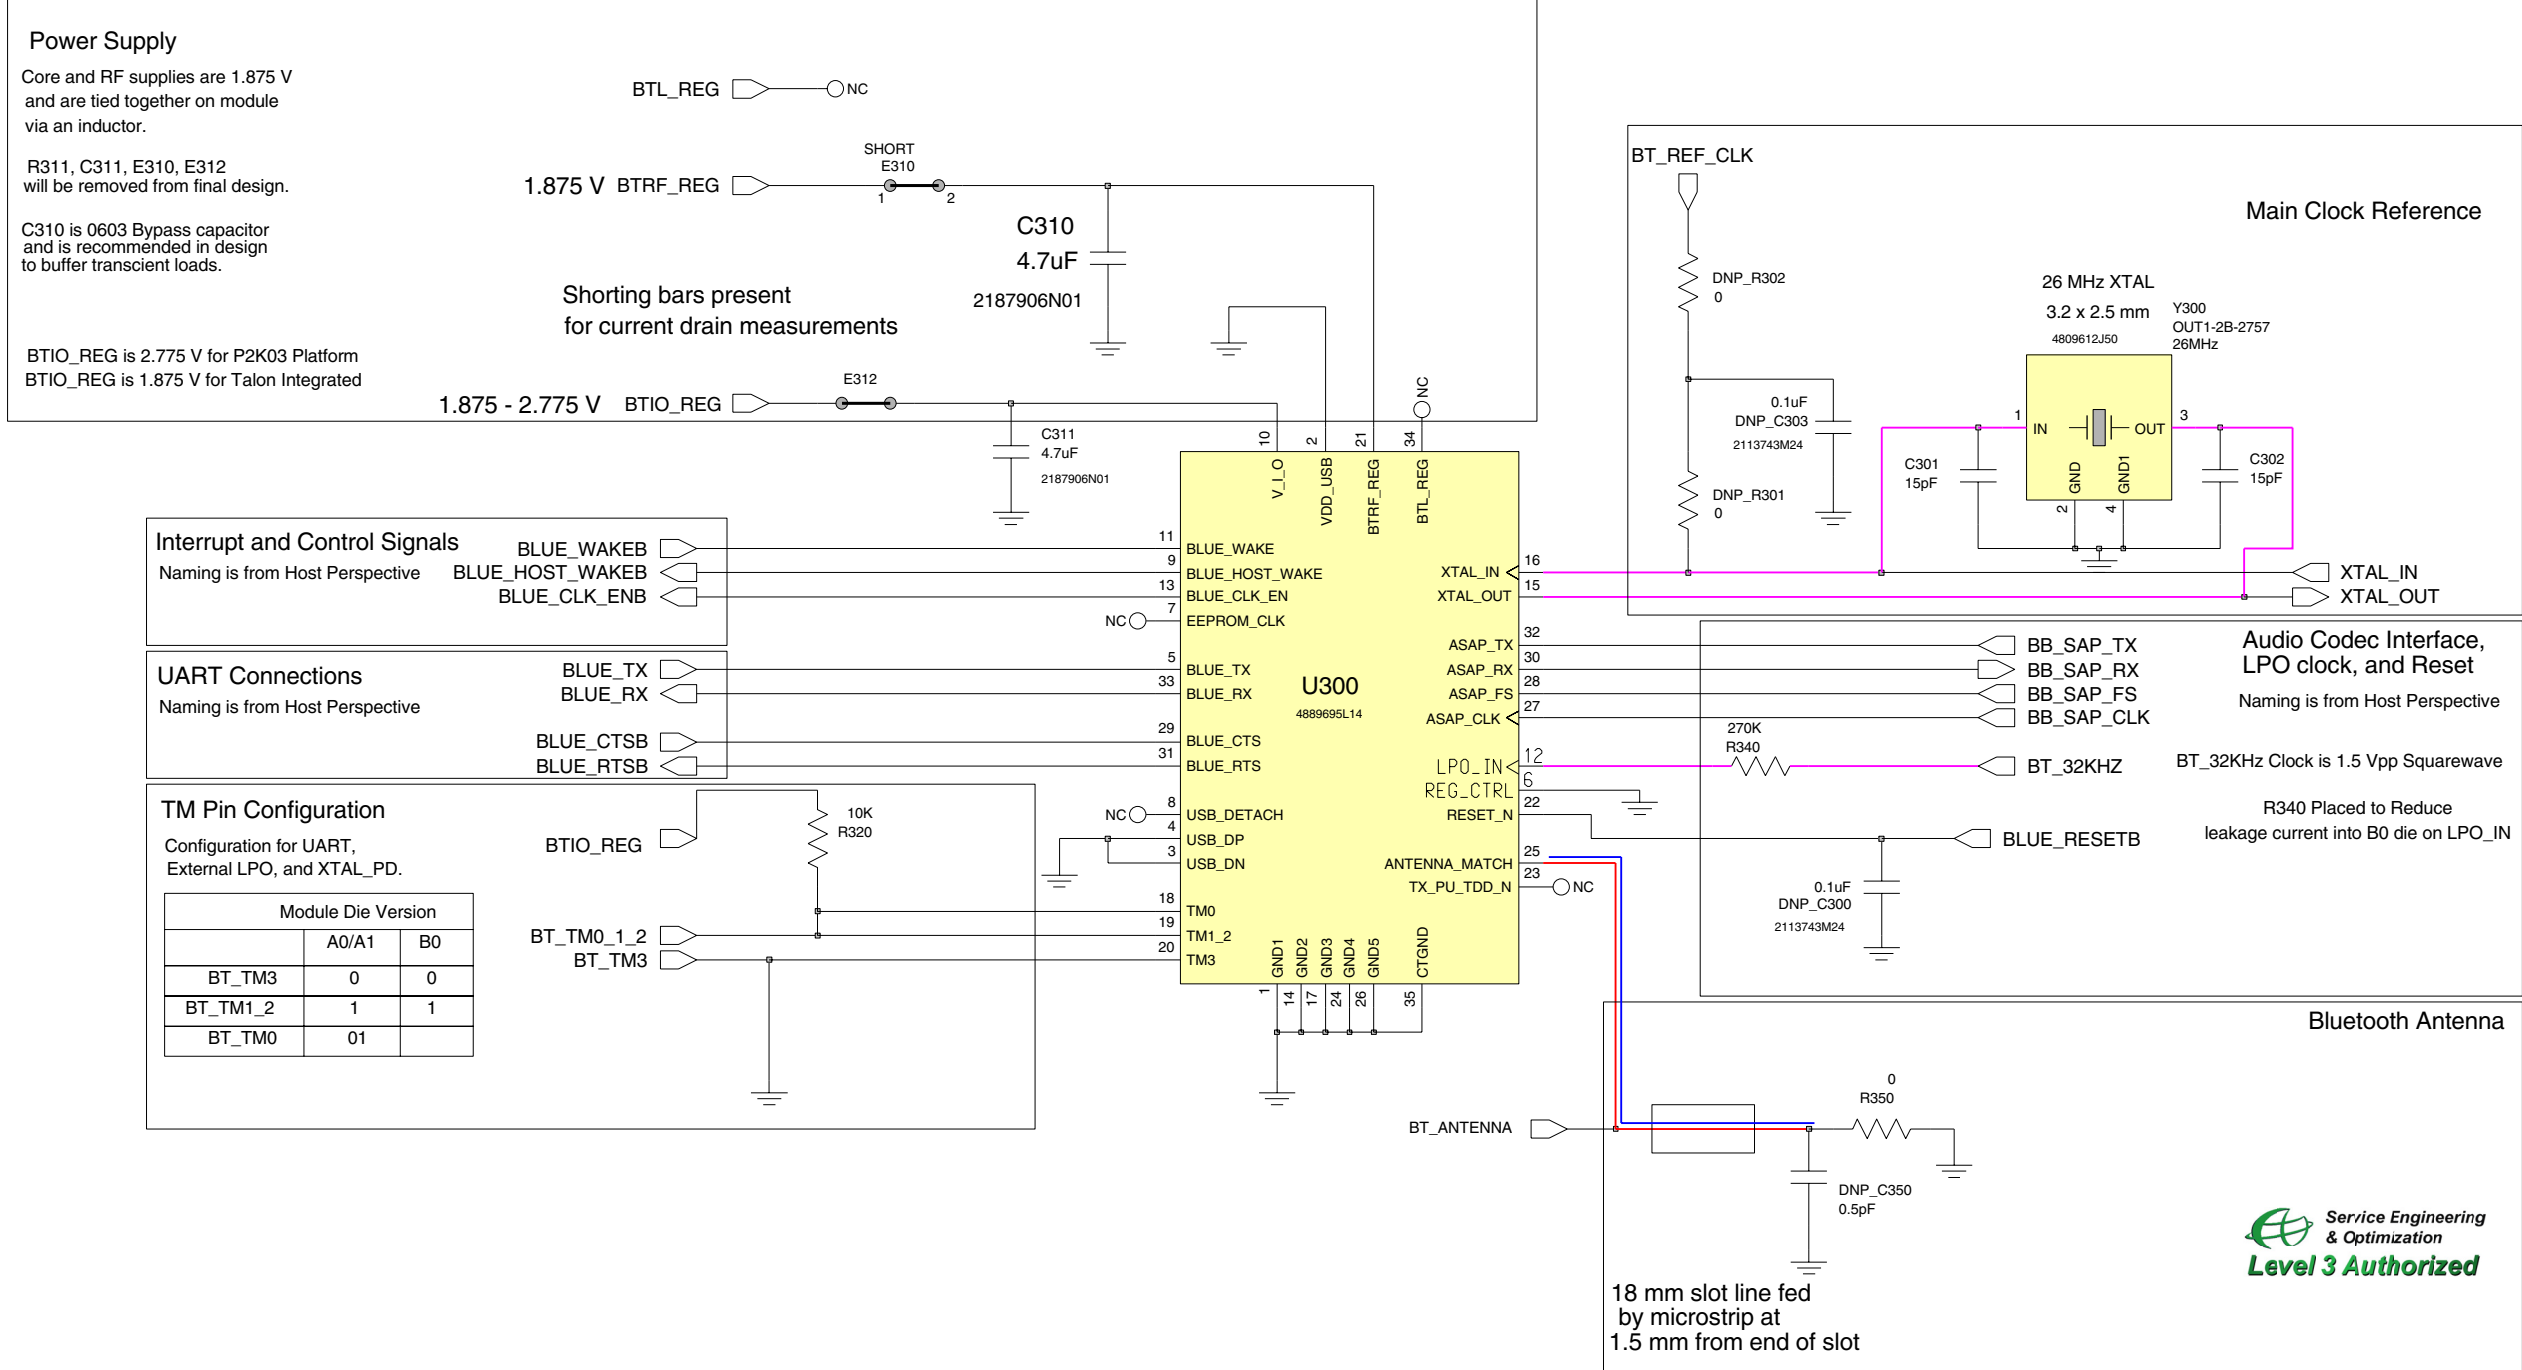 Power Supply
Core and RF supplies are 1.875 V
and are tied together on module
via an inductor.
R311, C311, E310, E312
will be removed from final design.
C310 is 0603 Bypass capacitor
and is recommended in design
to buffer transcient loads.
BTIO_REG is 2.775 V for P2K03 Platform
BTIO_REG is 1.875 V for Talon Integrated
BTL_REG
NC
SHORT
E310
1.875 V BTRF_REG
1
2
C310
4.7uF
2187906N01
Shorting bars present
for current drain measurements
E312
1.875 - 2.775 V BTIO_REG
C311
4.7uF
2187906N01
NC
10
2
21
34
V_I_O
VDD_USB
BTRF_REG
BTL_REG
BT_REF_CLK
Main Clock Reference
DNP_R302
0
26 MHz XTAL
3.2 x 2.5 mm
4809612J50
Y300
OUT1-2B-2757
26MHz
0.1uF
DNP_C303
2113743M24
1
IN
OUT
3
GND
GND1
2
4
C301
15pF
C302
15pF
DNP_R301
0
XTAL_IN
XTAL_OUT
Interrupt and Control Signals
Naming is from Host Perspective
BLUE_WAKEB
BLUE_HOST_WAKEB
BLUE_CLK_ENB
11
BLUE_WAKE
9
BLUE_HOST_WAKE
13
BLUE_CLK_EN
7
NC
EEPROM_CLK
UART Connections
Naming is from Host Perspective
BLUE_TX
BLUE_RX
BLUE_CTSB
BLUE_RTSB
5
BLUE_TX
33
BLUE_RX
29
BLUE_CTS
31
BLUE_RTS
8
NC
USB_DETACH
4
USB_DP
3
USB_DN
18
TM0
19
TM1_2
20
TM3
U300
4889695L14
16
XTAL_IN
15
XTAL_OUT
32
ASAP_TX
30
ASAP_RX
28
ASAP_FS
27
ASAP_CLK
12
LPO_IN
6
REG_CTRL
22
RESET_N
25
ANTENNA_MATCH
23
TX_PU_TDD_N
NC
GND1
GND2
GND3
GND4
GND5
CTGND
1
14
17
24
26
35
Audio Codec Interface,
LPO clock, and Reset
Naming is from Host Perspective
BB_SAP_TX
BB_SAP_RX
BB_SAP_FS
BB_SAP_CLK
270K
R340
BT_32KHZ
BT_32KHz Clock is 1.5 Vpp Squarewave
R340 Placed to Reduce
leakage current into B0 die on LPO_IN
BLUE_RESETB
0.1uF
DNP_C300
2113743M24
TM Pin Configuration
Configuration for UART,
External LPO, and XTAL_PD.
Module Die Version
A0/A1 B0
BT_TM3 0 0
BT_TM1_2 1 1
BT_TM0 01
BTIO_REG
10K
R320
BT_TM0_1_2
BT_TM3
Bluetooth Antenna
BT_ANTENNA
0
R350
DNP_C350
0.5pF
18 mm slot line fed
by microstrip at
1.5 mm from end of slot
Service Engineering
& Optimization
Level 3 Authorized